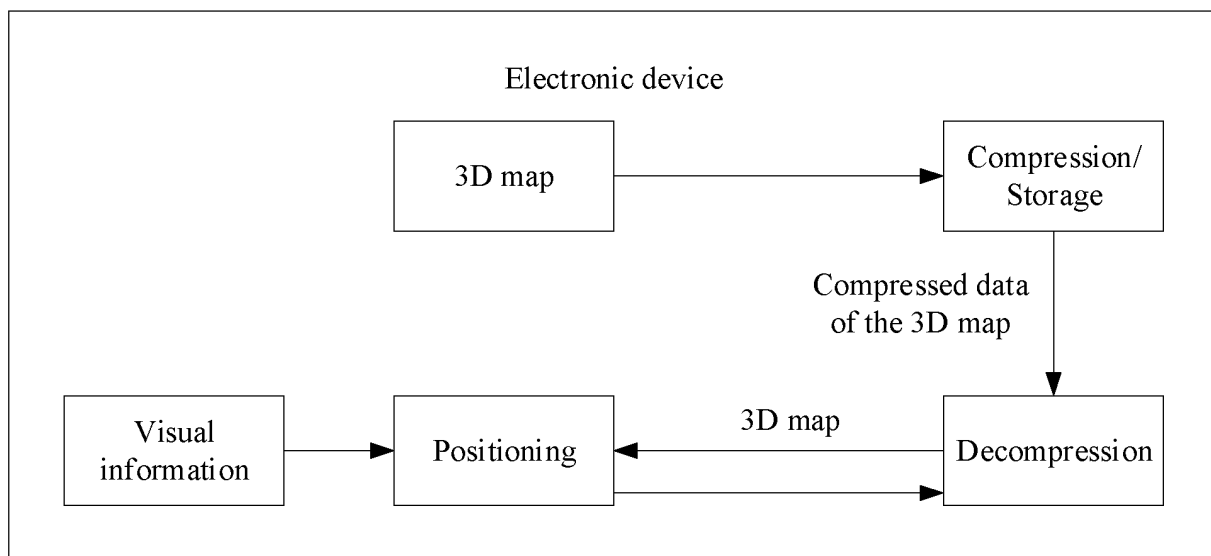 Electronic device
3D map
Compression/
Storage
Compressed data
of the 3D map
Visual
information
Positioning
3D map
Decompression